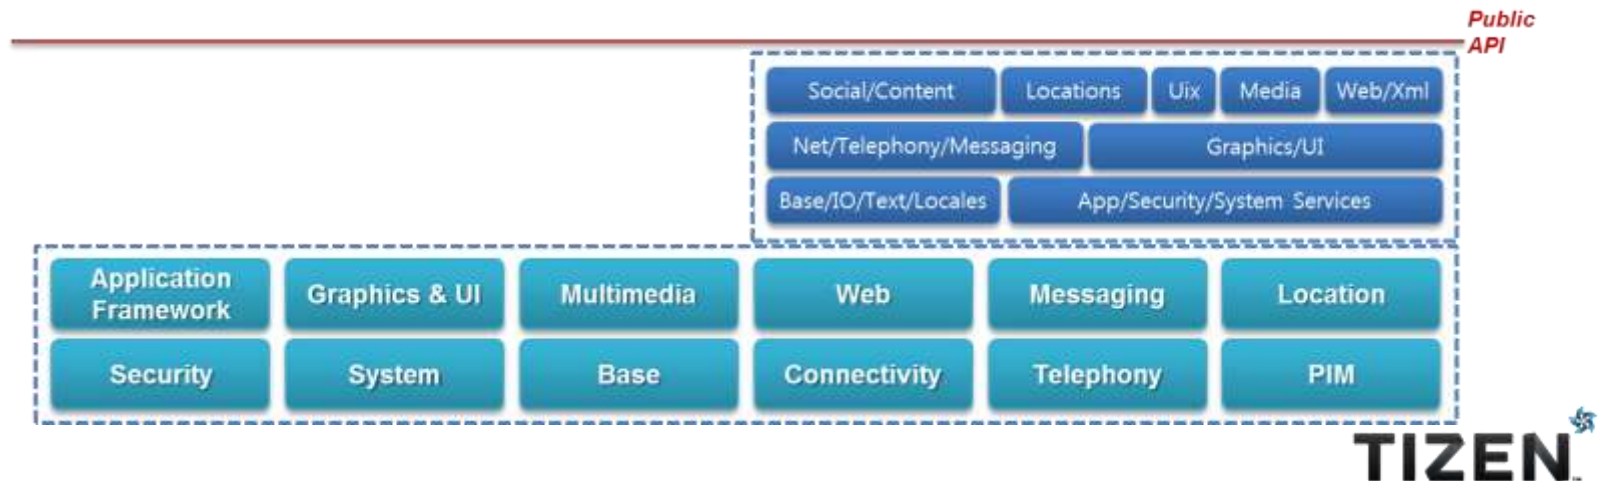 Public
API
Social/Content Locations Uix Media Web/Xml
Net/Telephony/Messaging Graphics/UI
Base/IO/Text/Locales App/Security/System Services
Application
Framework
Graphics & UI Multimedia Web Messaging Location
Security System Base Connectivity Telephony PIM
TIZEN